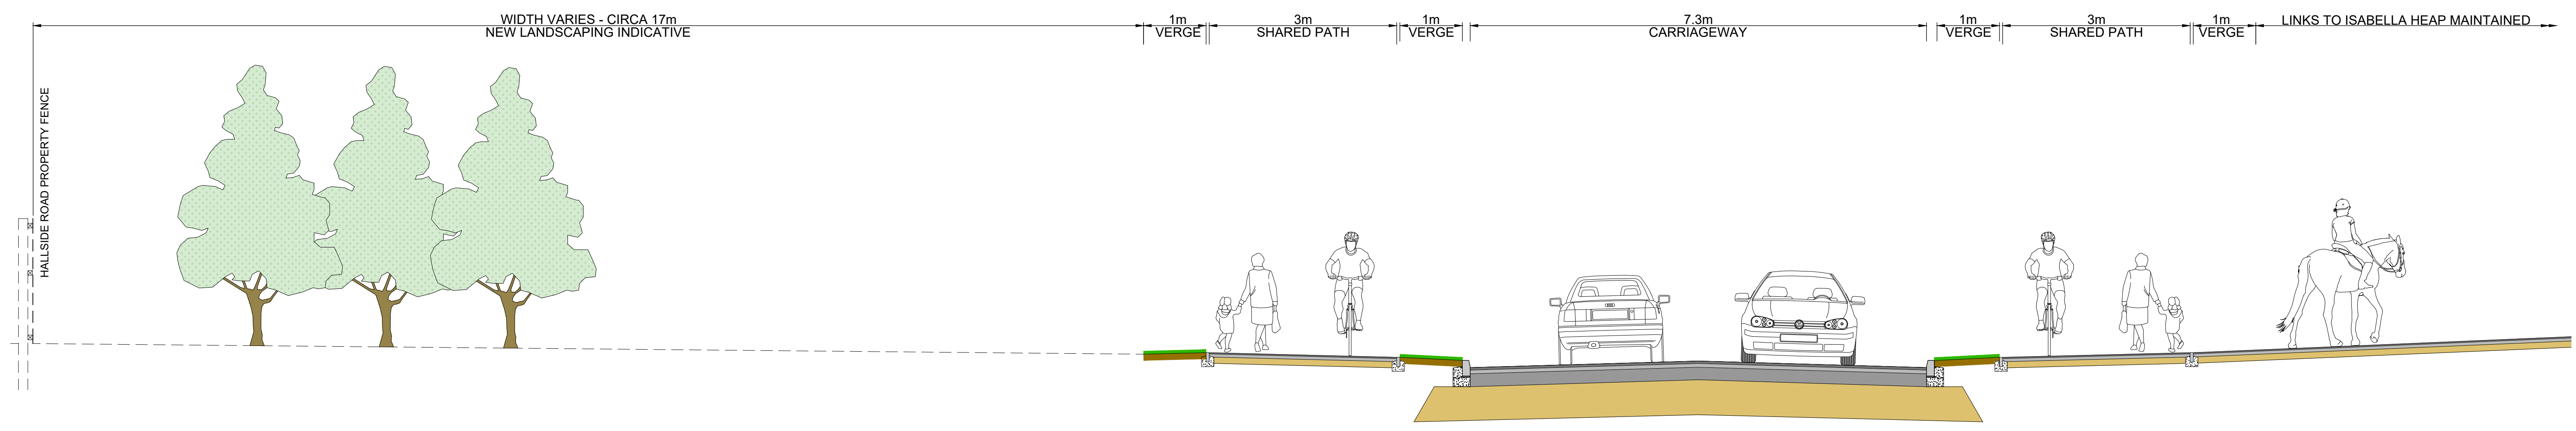 WIDTH VARIES - CIRCA 17m
NEW LANDSCAPING INDICATIVE
1m
VERGE
3m
SHARED PATH
1m
VERGE
7.3m
CARRIAGEWAY
1m
VERGE
3m
SHARED PATH
1m
VERGE
LINKS TO ISABELLA HEAP MAINTAINED
HALLSIDE ROAD PROPERTY FENCE